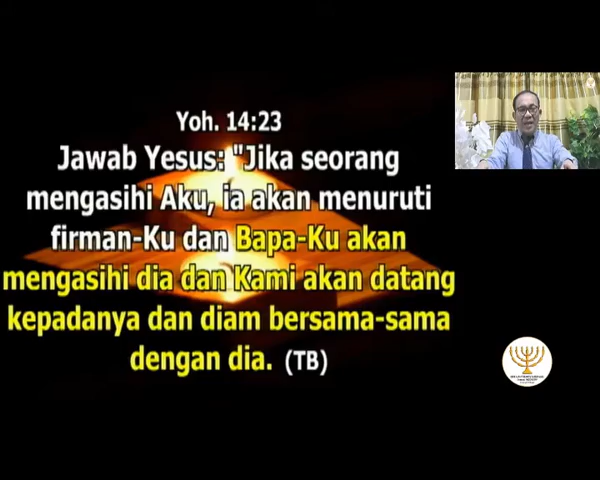 Yoh. 14:23
Jawab Yesus: "Jika seorang
mengasihi Aku, ia akan menuruti
firman-Ku dan Bapa-Ku akan
mengasihi dia dan Kami akan datang
kepadanya dan diam bersama-sama
dengan dia. (TB)